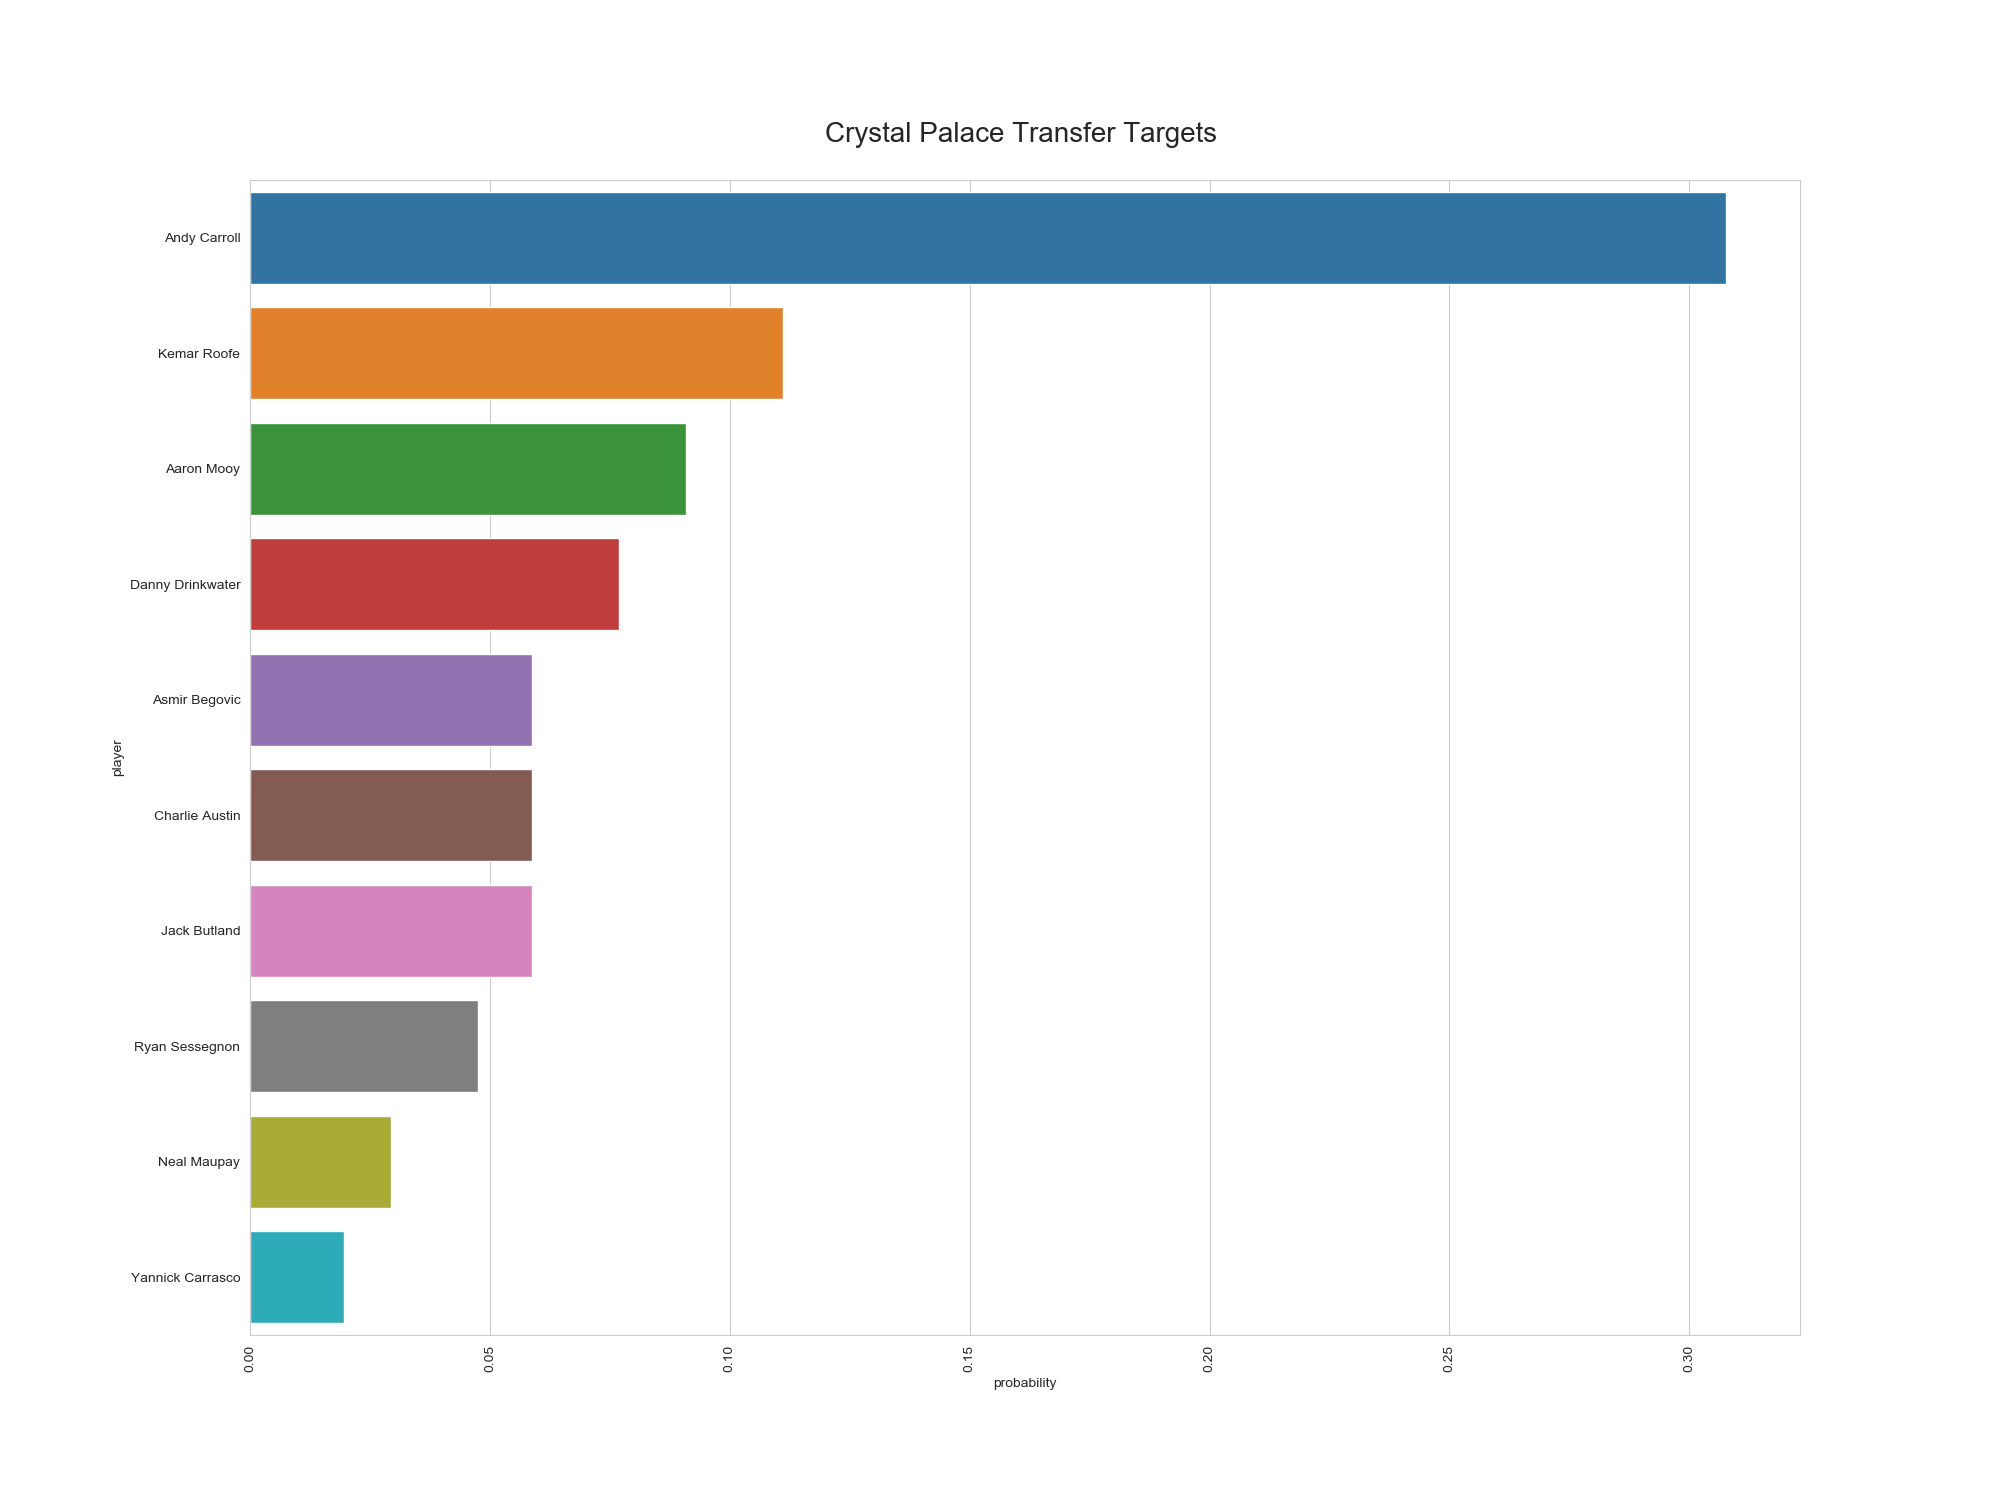 Crystal Palace Transfer Targets
Andy Carroll
Kemar Roofe
Aaron Mooy
Danny Drinkwater
Asmir Begovic
player
Charlie Austin
Jack Butland
Ryan Sessegnon
Neal Maupay
Yannick Carrasco
0.00 0.05 0.10 0.15 0.20 0.25 0.30
probability